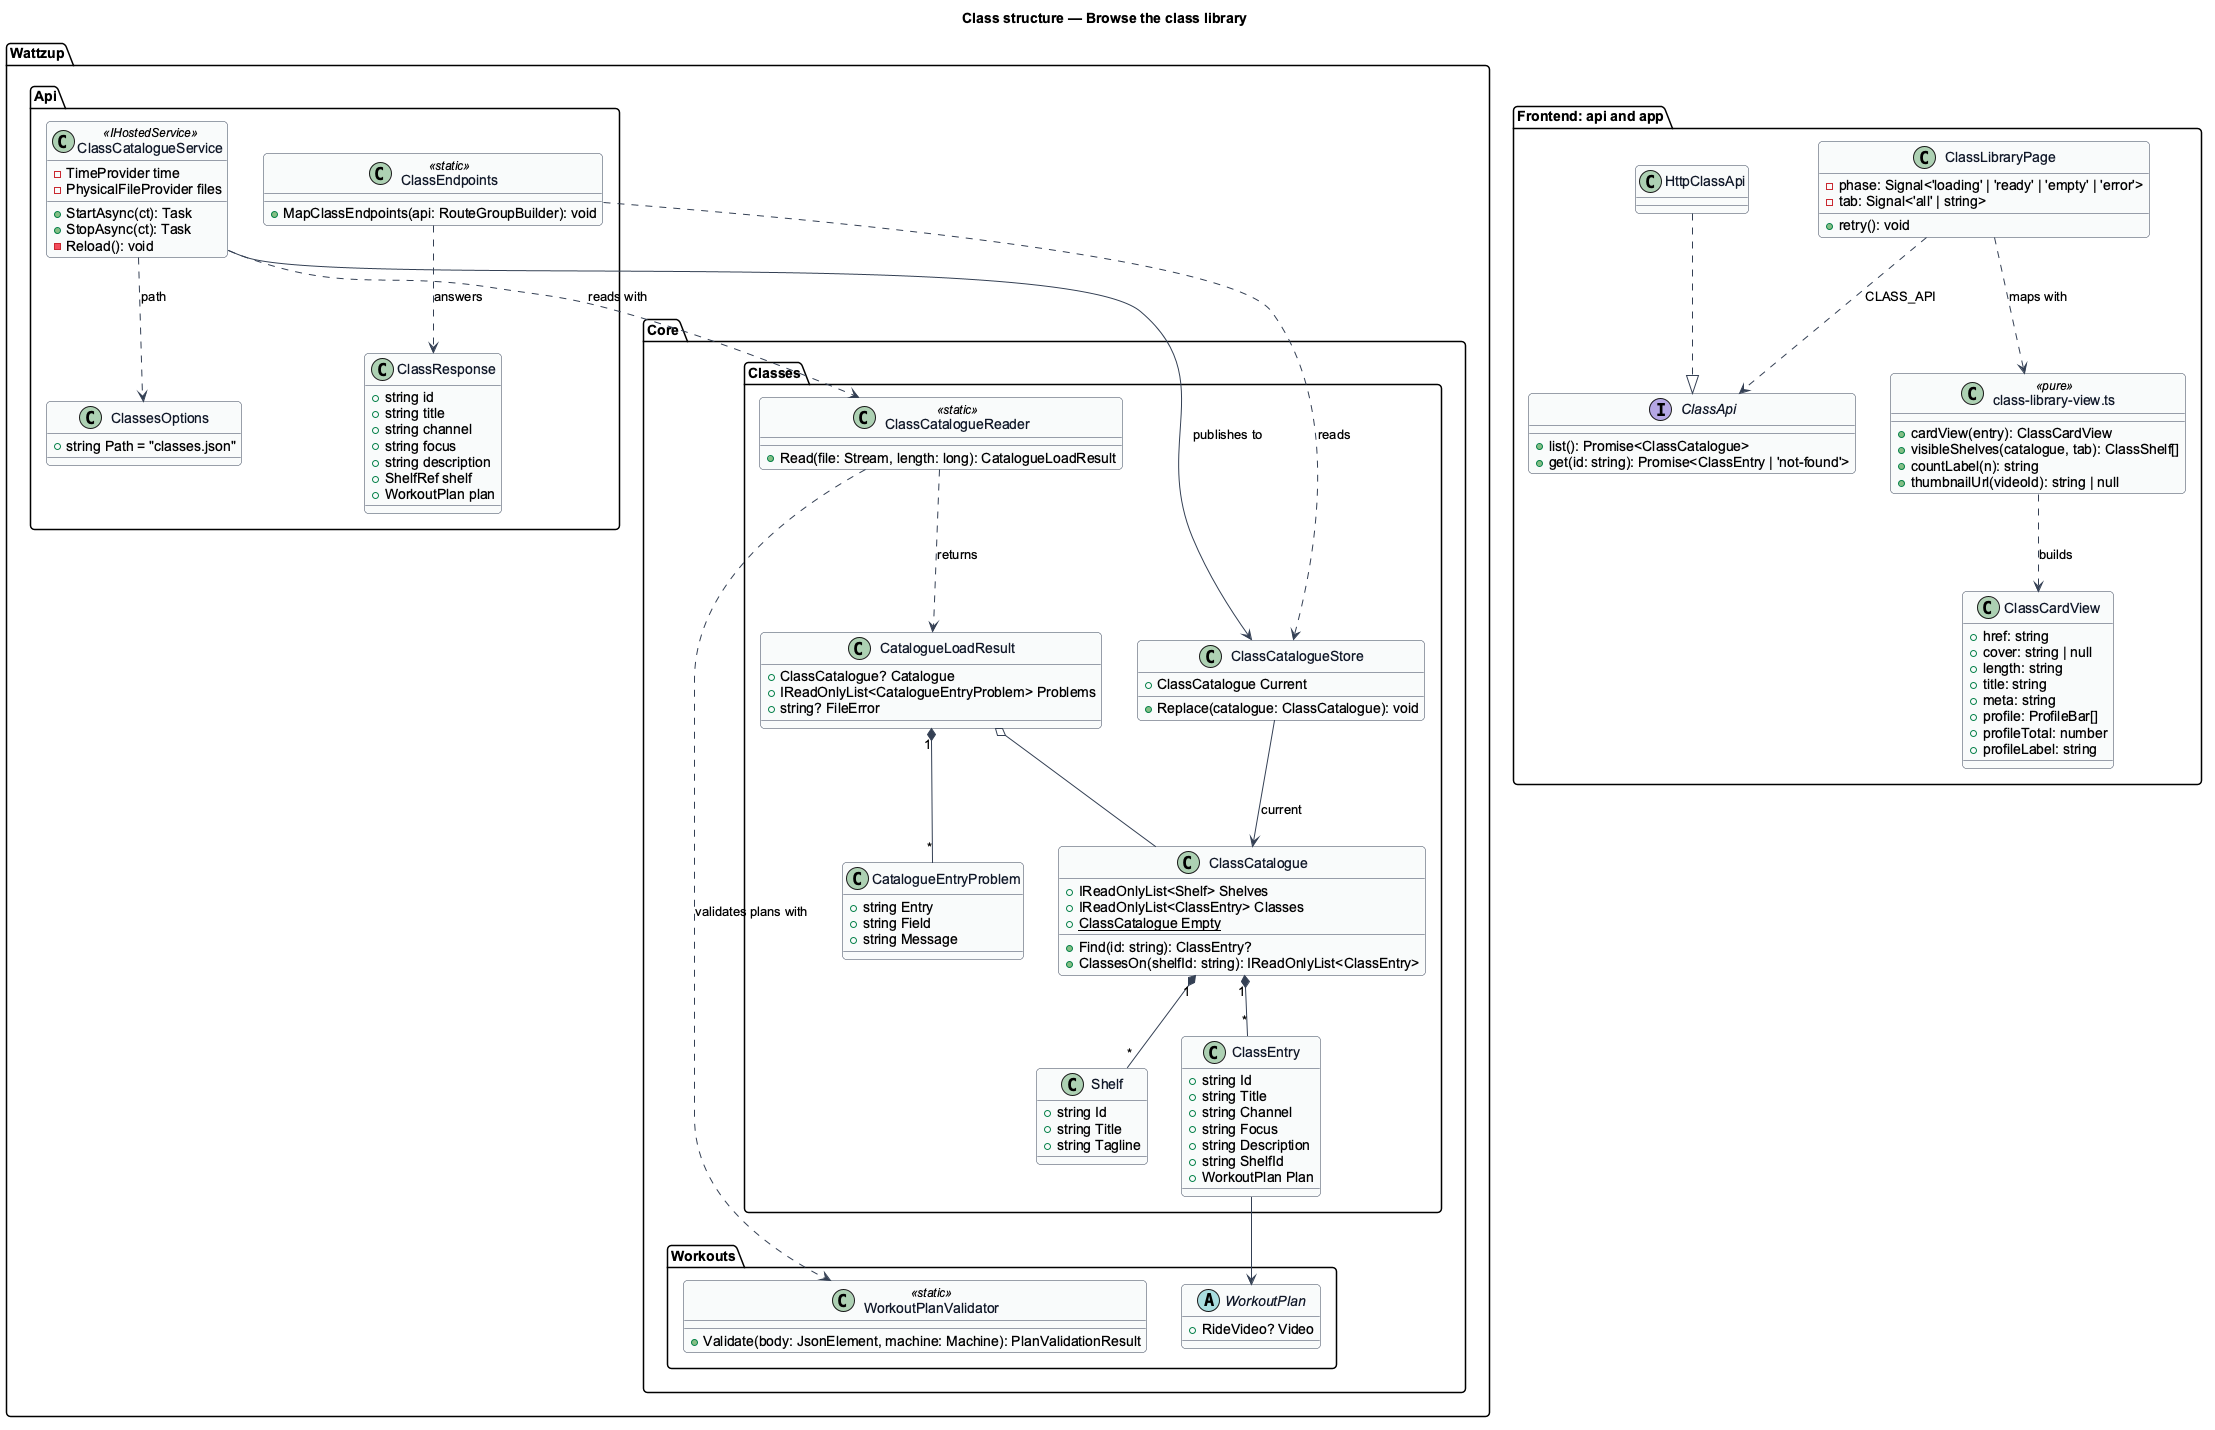 Class structure — Browse the class library
Wattzup
Api
«IHostedService»
ClassCatalogueService
TimeProvider time
PhysicalFileProvider files
StartAsync(ct): Task
StopAsync(ct): Task
Reload(): void
«static»
ClassEndpoints
MapClassEndpoints(api: RouteGroupBuilder): void
path
answers
reads with
ClassesOptions
string Path = "classes.json"
ClassResponse
string id
string title
string channel
string focus
string description
ShelfRef shelf
WorkoutPlan plan
Core
Classes
«static»
ClassCatalogueReader
Read(file: Stream, length: long): CatalogueLoadResult
publishes to
reads
returns
CatalogueLoadResult
ClassCatalogue? Catalogue
IReadOnlyList<CatalogueEntryProblem> Problems
string? FileError
ClassCatalogueStore
ClassCatalogue Current
Replace(catalogue: ClassCatalogue): void
1
*
current
CatalogueEntryProblem
string Entry
string Field
string Message
validates plans with
ClassCatalogue
IReadOnlyList<Shelf> Shelves
IReadOnlyList<ClassEntry> Classes
ClassCatalogue Empty
Find(id: string): ClassEntry?
ClassesOn(shelfId: string): IReadOnlyList<ClassEntry>
1
1
*
*
Shelf
string Id
string Title
string Tagline
ClassEntry
string Id
string Title
string Channel
string Focus
string Description
string ShelfId
WorkoutPlan Plan
Workouts
«static»
WorkoutPlanValidator
Validate(body: JsonElement, machine: Machine): PlanValidationResult
WorkoutPlan
RideVideo? Video
Frontend: api and app
HttpClassApi
ClassLibraryPage
phase: Signal<'loading' | 'ready' | 'empty' | 'error'>
tab: Signal<'all' | string>
retry(): void
CLASS_API
maps with
ClassApi
list(): Promise<ClassCatalogue>
get(id: string): Promise<ClassEntry | 'not-found'>
«pure»
class-library-view.ts
cardView(entry): ClassCardView
visibleShelves(catalogue, tab): ClassShelf[]
countLabel(n): string
thumbnailUrl(videoId): string | null
builds
ClassCardView
href: string
cover: string | null
length: string
title: string
meta: string
profile: ProfileBar[]
profileTotal: number
profileLabel: string
C
C
C
C
C
C
C
C
C
C
C
C
A
C
C
I
C
C